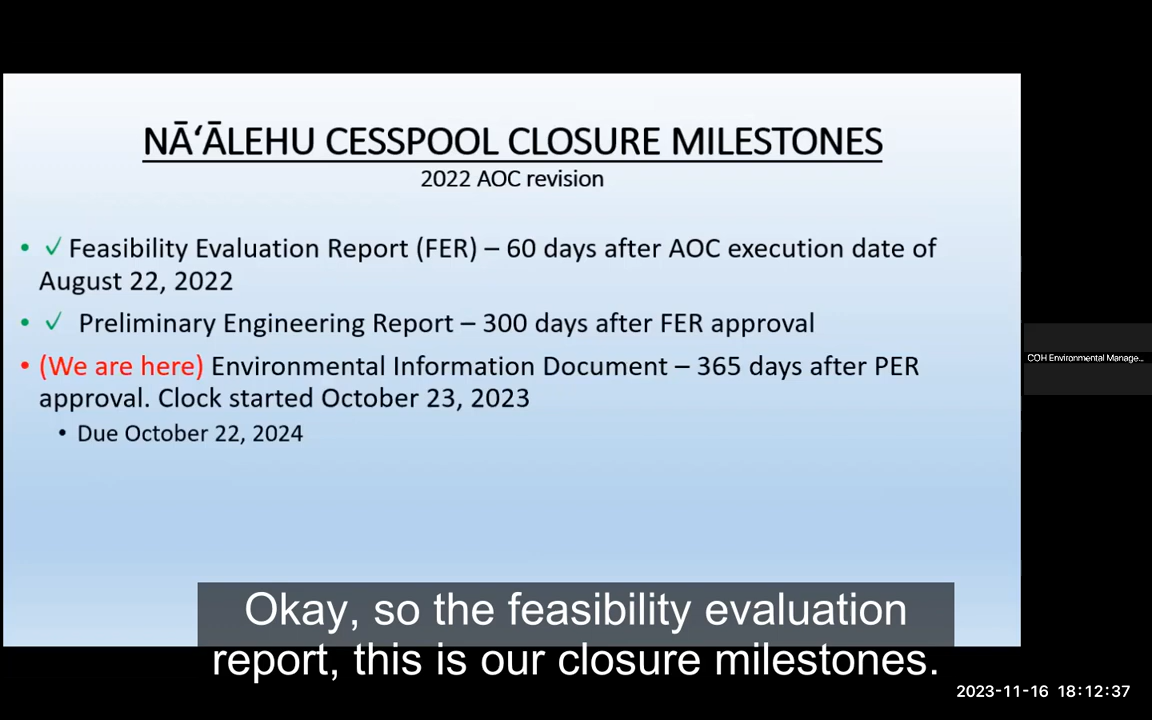 NĀʻĀLEHU CESSPOOL CLOSURE MILESTONES
2022 AOC revision
• ✓ Feasibility Evaluation Report (FER) – 60 days after AOC execution date of
August 22, 2022
• ✓ Preliminary Engineering Report – 300 days after FER approval
• (We are here) Environmental Information Document – 365 days after PER
approval. Clock started October 23, 2023
• Due October 22, 2024
COH Environmental Manage...
Okay, so the feasibility evaluation
report, this is our closure milestones.
2023-11-16 18:12:37